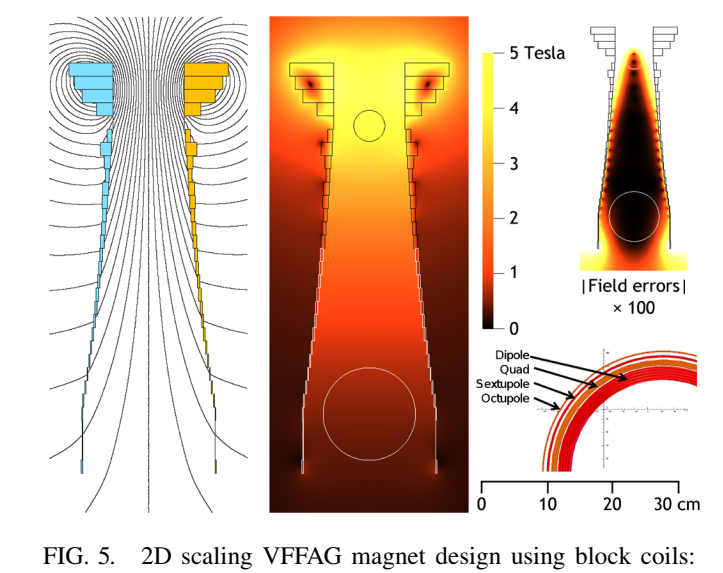 5 Tesla
4
3
2
1
0
|Field errors|
× 100
Dipole
Quad
Sextupole
Octupole
0 10 20 30 cm
FIG. 5. 2D scaling VFFAG magnet design using block coils: